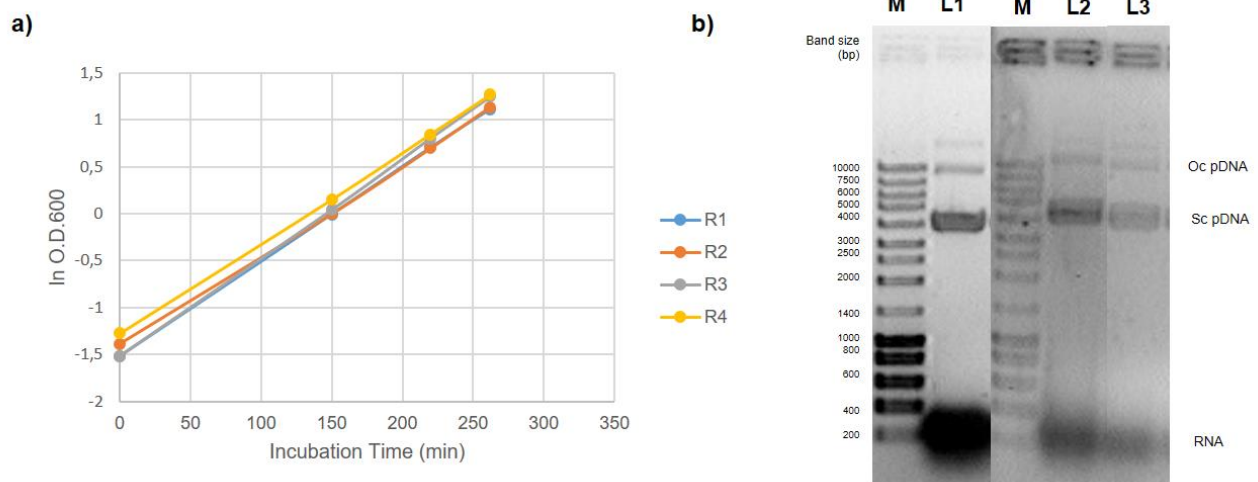 a)
1,5
1
0,5
0
-0,5
-1
-1,5
-2
0 50 100 150 200 250 300 350
ln O.D.600
Incubation Time (min)
R1
R2
R3
R4
b)
M L1 M L2 L3
Band size
(bp)
10000
7500
6000
5000
4000
3000
2500
2000
1400
1000
800
600
400
200
Oc pDNA
Sc pDNA
RNA